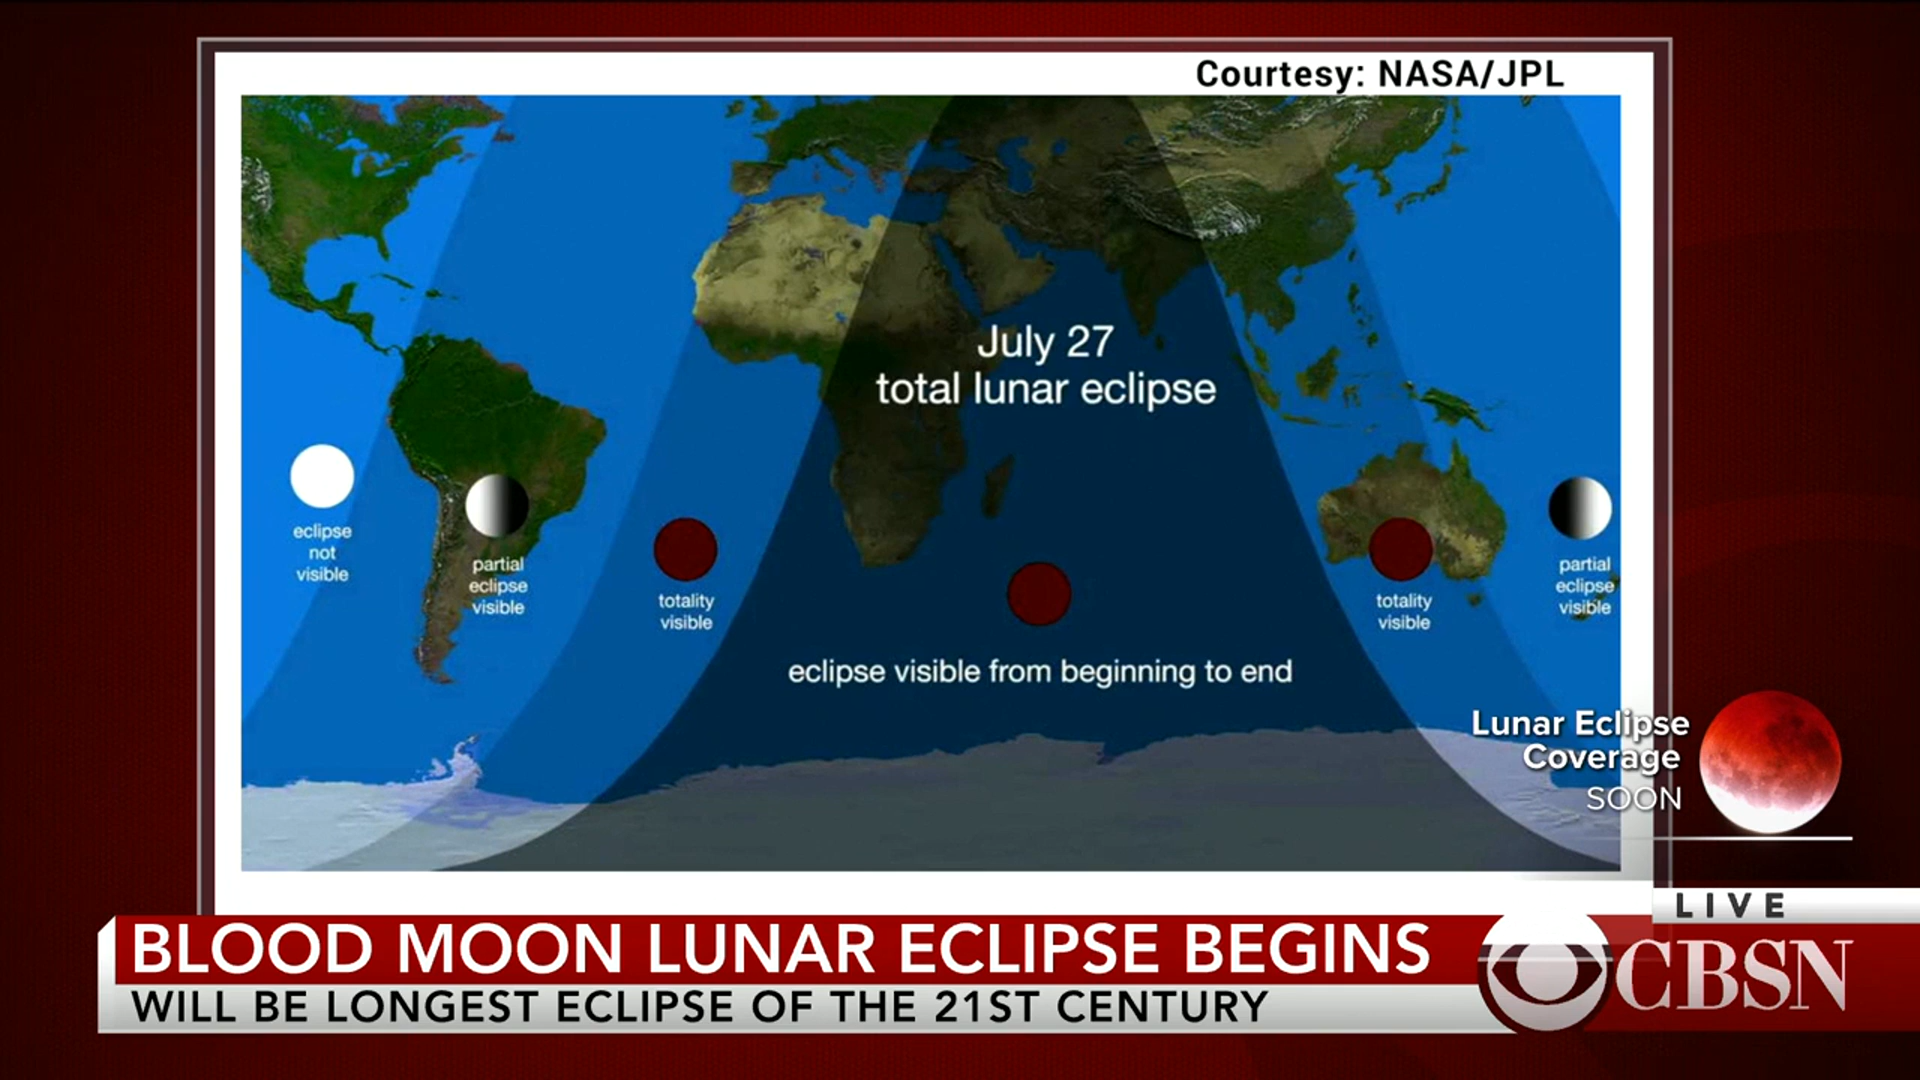 Courtesy: NASA/JPL
July 27
total lunar eclipse
eclipse
not
visible
partial
eclipse
visible
totality
visible
totality
visible
partial
eclipse
visible
eclipse visible from beginning to end
Lunar Eclipse
Coverage
SOON
LIVE
BLOOD MOON LUNAR ECLIPSE BEGINS
WILL BE LONGEST ECLIPSE OF THE 21ST CENTURY
CBSN